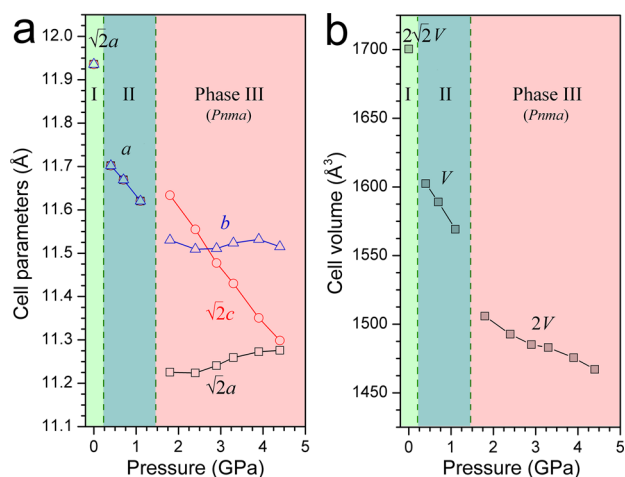 a
12.0
11.9
11.8
11.7
11.6
11.5
11.4
11.3
11.2
11.1
Cell parameters (Å)
√2a
I
II
Phase III
(Pnma)
a
b
√2c
√2a
0 1 2 3 4 5
Pressure (GPa)
b
1700
1650
1600
1550
1500
1450
Cell volume (Å³)
2√2V
I
II
Phase III
(Pnma)
V
2V
0 1 2 3 4 5
Pressure (GPa)